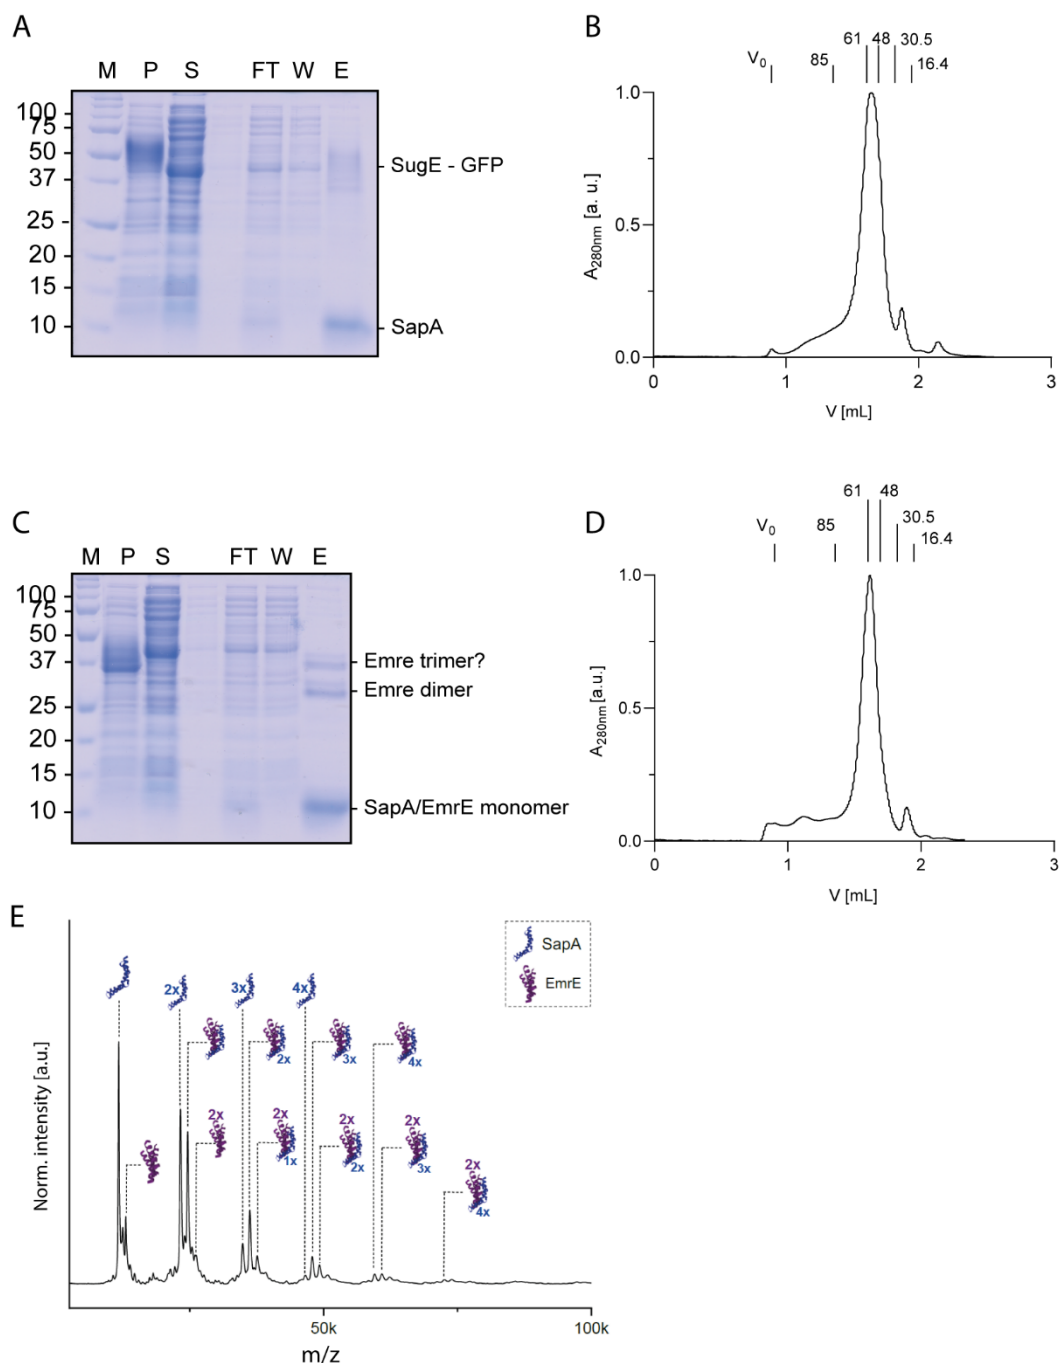 A
M P S FT W E
100
75
50
37
25
20
15
10
SugE - GFP
SapA
B
V0 85 61 48 30.5 16.4
1.0
0.5
0.0
A280nm [a. u.]
0 1 2 3
V [mL]
C
M P S FT W E
100
75
50
37
25
20
15
10
Emre trimer?
Emre dimer
SapA/EmrE monomer
D
V0 85 61 48 30.5 16.4
1.0
0.5
0.0
A280nm [a.u.]
0 1 2 3
V [mL]
E
SapA
EmrE
2x 3x 4x
2x 3x 4x
2x 2x 1x 2x 2x 2x 3x
2x 4x
Norm. intensity [a.u.]
50k 100k
m/z